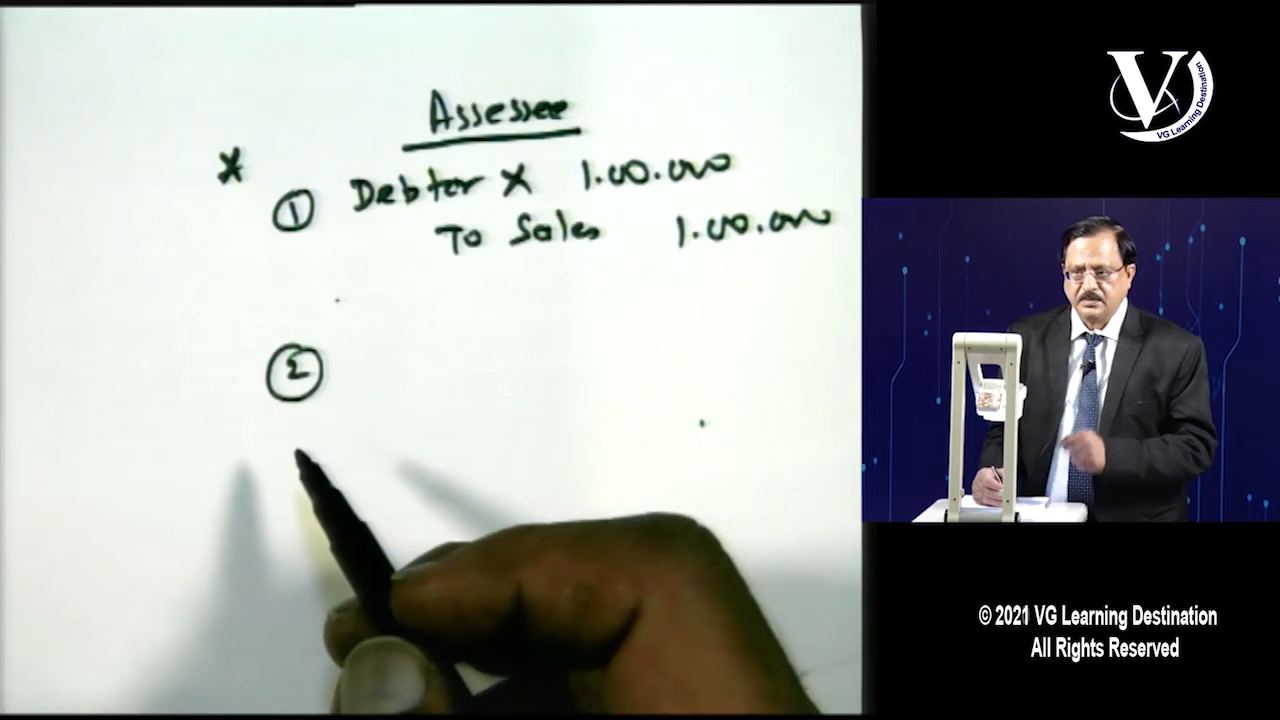 Assessee
*
① Debtor X 1.00.000
To Sales 1.00.000
②
V
VG Learning Destination
© 2021 VG Learning Destination
All Rights Reserved